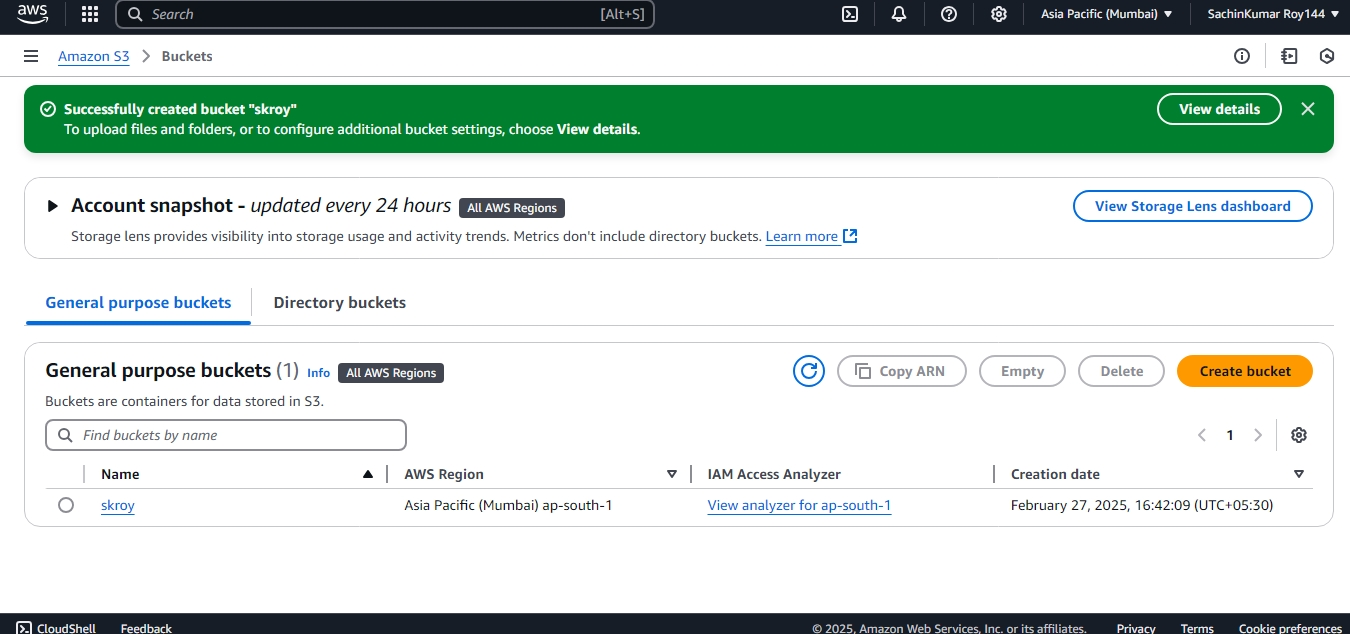 aws Search [Alt+S] Asia Pacific (Mumbai) SachinKumar Roy144
Amazon S3 Buckets
Successfully created bucket "skroy"
To upload files and folders, or to configure additional bucket settings, choose View details.
View details
Account snapshot - updated every 24 hours All AWS Regions
View Storage Lens dashboard
Storage lens provides visibility into storage usage and activity trends. Metrics don't include directory buckets. Learn more
General purpose buckets Directory buckets
General purpose buckets (1) Info All AWS Regions
Copy ARN Empty Delete Create bucket
Buckets are containers for data stored in S3.
Find buckets by name
1
Name AWS Region IAM Access Analyzer Creation date
skroy Asia Pacific (Mumbai) ap-south-1 View analyzer for ap-south-1 February 27, 2025, 16:42:09 (UTC+05:30)
CloudShell Feedback © 2025, Amazon Web Services, Inc. or its affiliates. Privacy Terms Cookie preferences